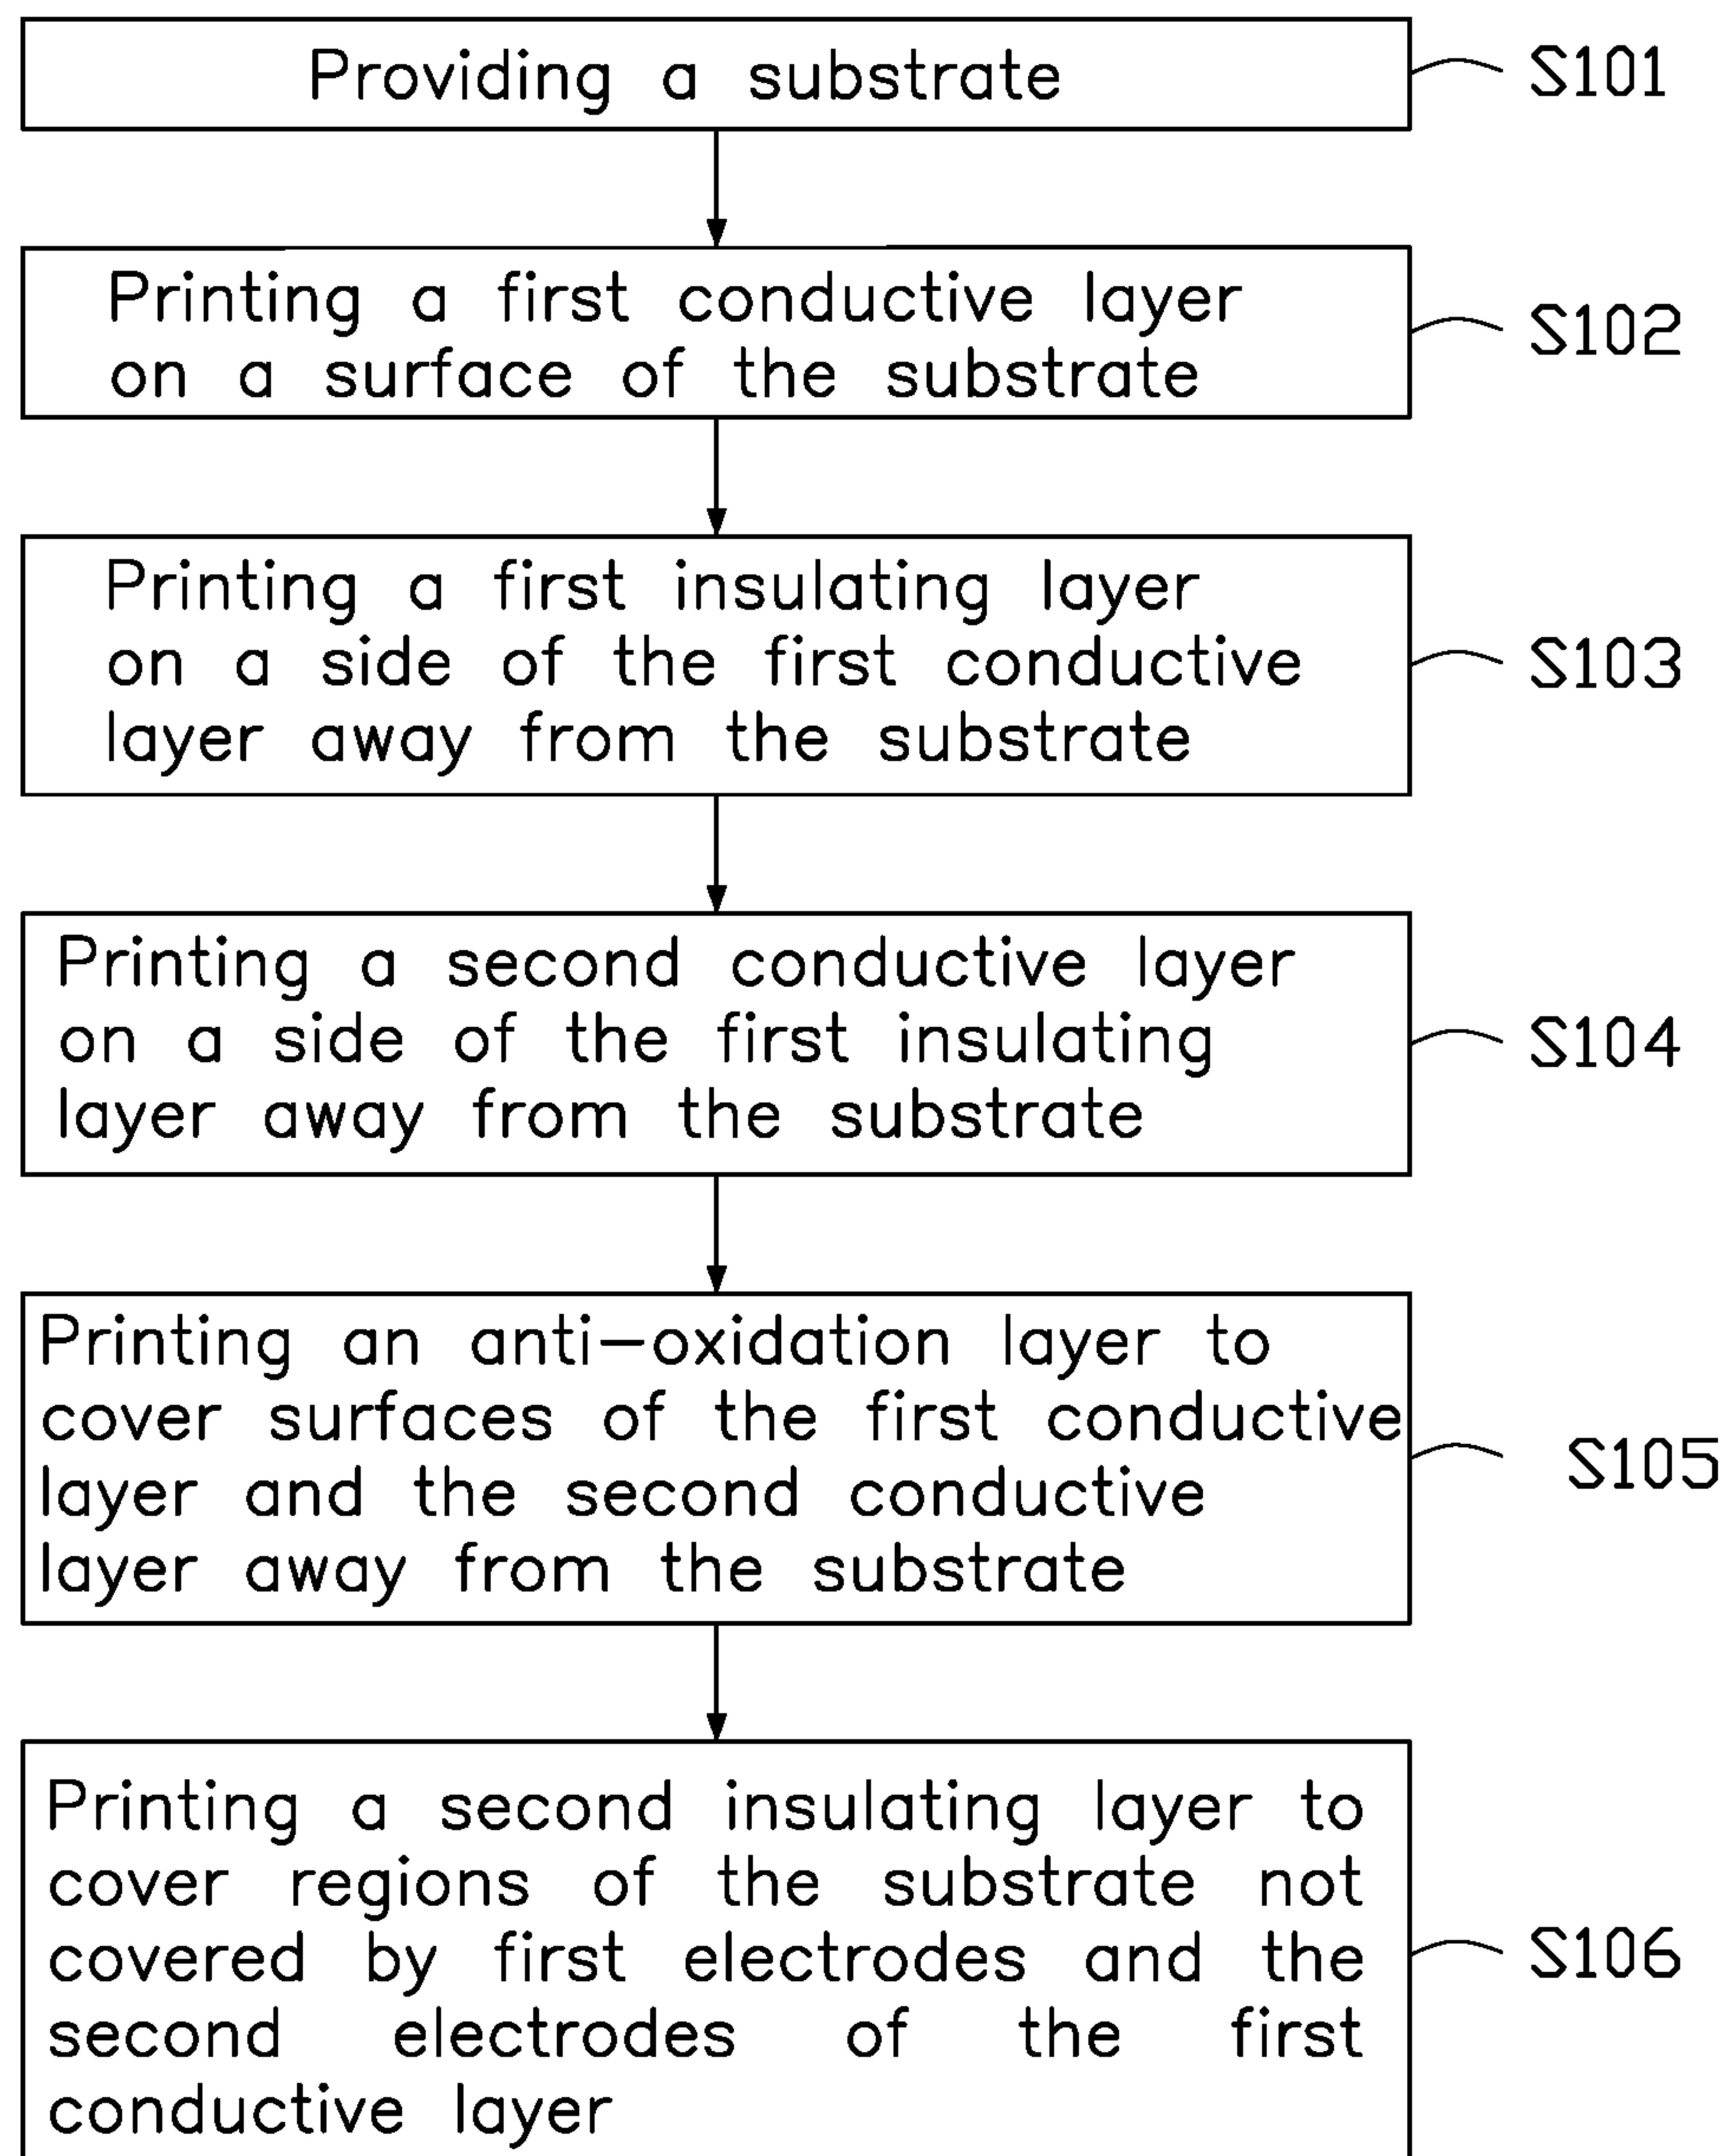 Providing a substrate
S101
Printing a first conductive layer
on a surface of the substrate
S102
Printing a first insulating layer
on a side of the first conductive
layer away from the substrate
S103
Printing a second conductive layer
on a side of the first insulating
layer away from the substrate
S104
Printing an anti-oxidation layer to
cover surfaces of the first conductive
layer and the second conductive
layer away from the substrate
S105
Printing a second insulating layer to
cover regions of the substrate not
covered by first electrodes and the
second electrodes of the first
conductive layer
S106